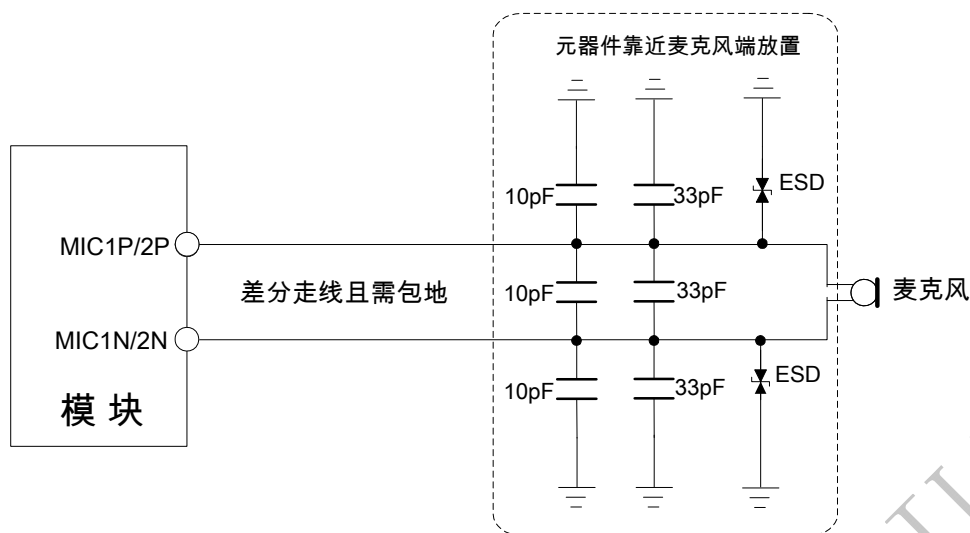 元器件靠近麦克风端放置
ESD
10pF
33pF
MIC1P/2P
差分走线且需包地
10pF
33pF
麦克风
MIC1N/2N
ESD
10pF
33pF
模块